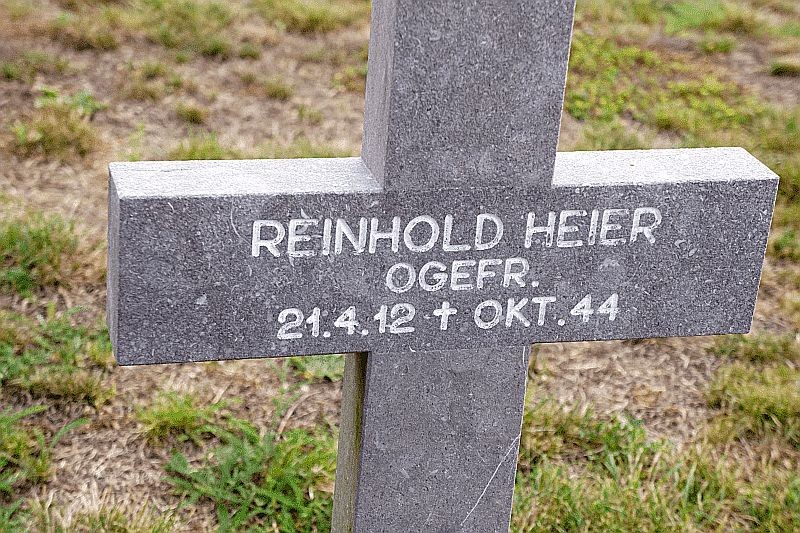 REINHOLD HEIER
OGEFR.
21.4.12 ✝ OKT.44